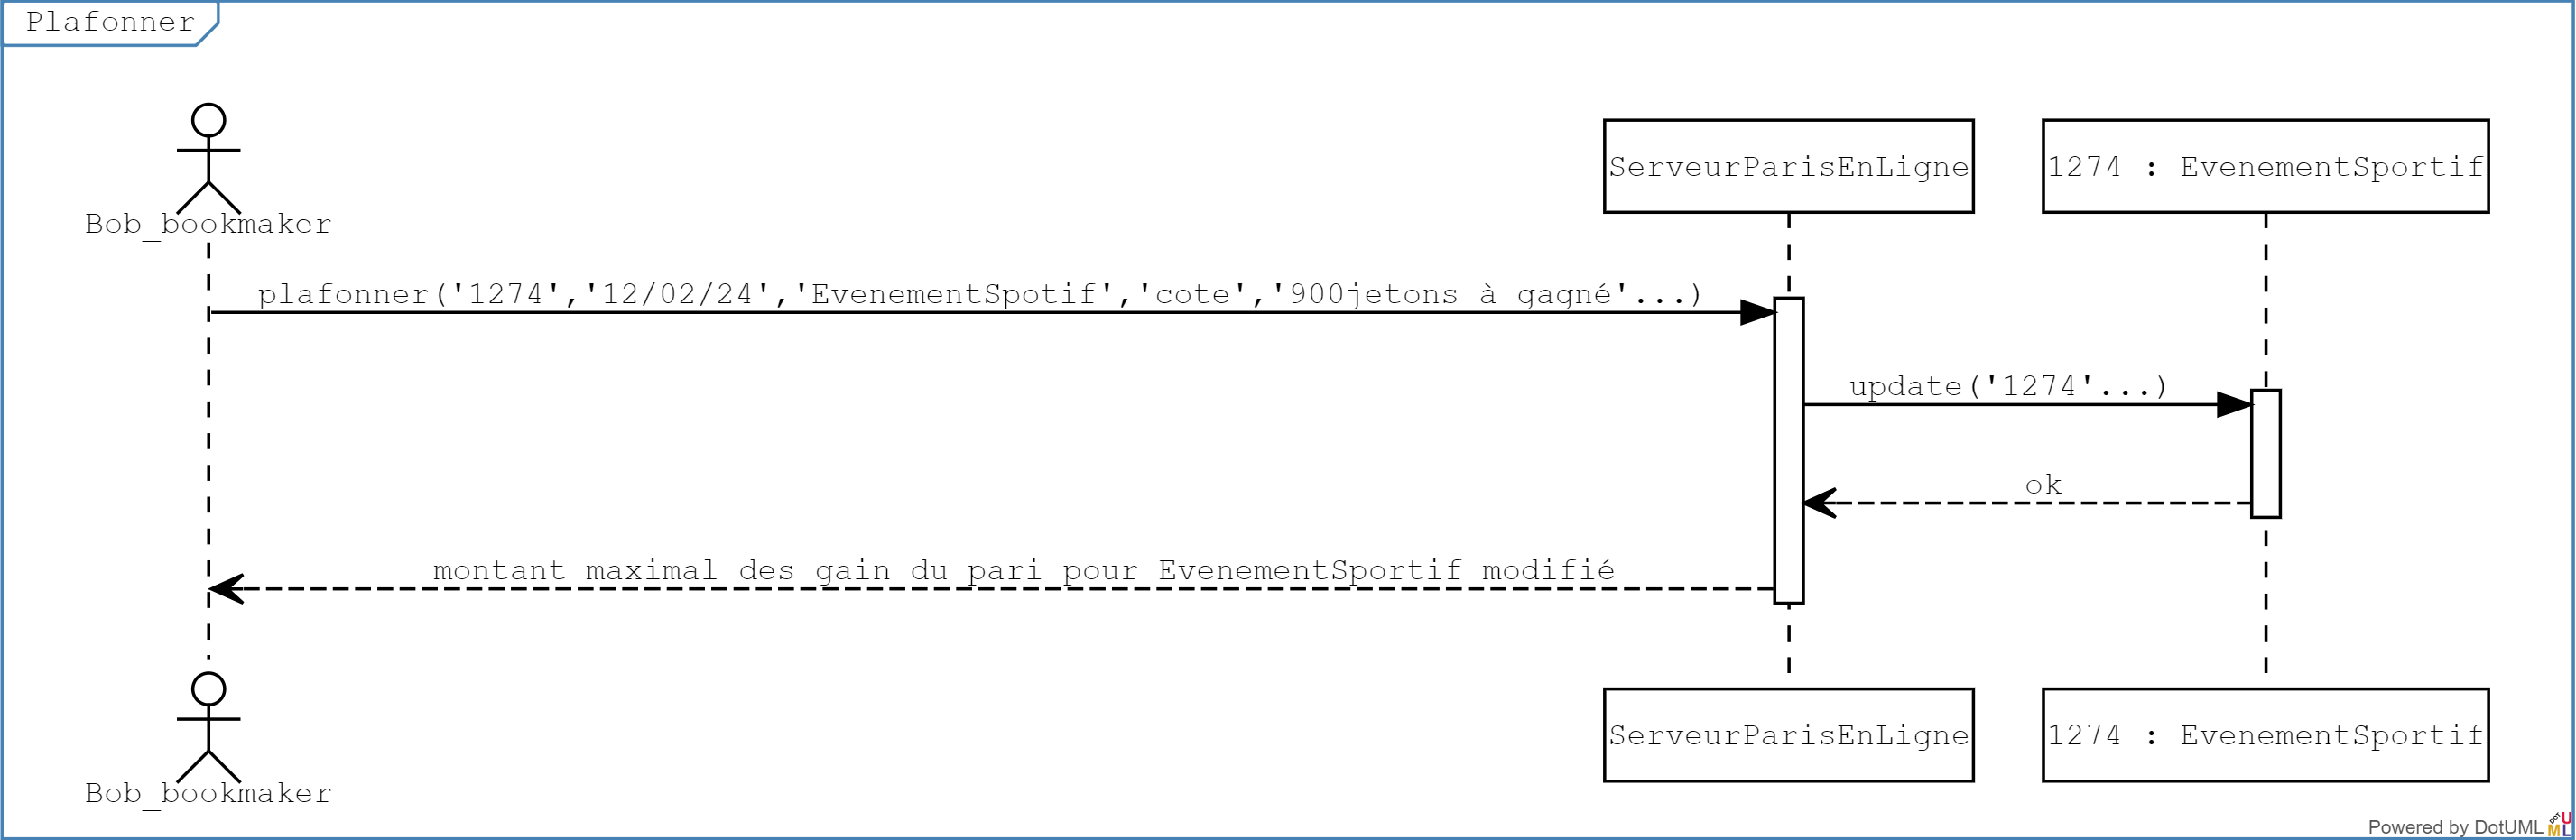 Plafonner
Bob_bookmaker
ServeurParisEnLigne
1274 : EvenementSportif
plafonner('1274','12/02/24','EvenementSpotif','cote','900jetons à gagné'...)
update('1274'...)
ok
montant maximal des gain du pari pour EvenementSportif modifié
Bob_bookmaker
ServeurParisEnLigne
1274 : EvenementSportif
Powered by DotUML